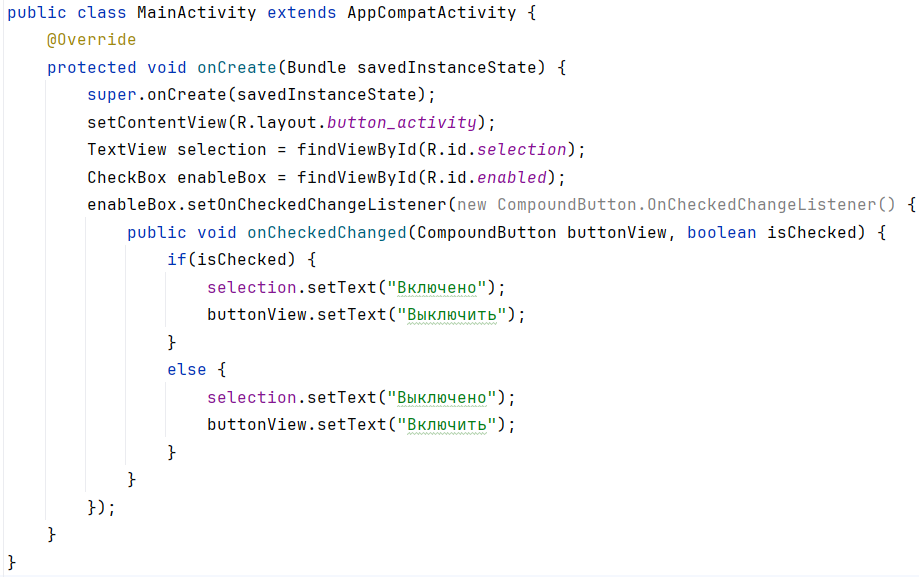 public class MainActivity extends AppCompatActivity {
    @Override
    protected void onCreate(Bundle savedInstanceState) {
        super.onCreate(savedInstanceState);
        setContentView(R.layout.button_activity);
        TextView selection = findViewById(R.id.selection);
        CheckBox enableBox = findViewById(R.id.enabled);
        enableBox.setOnCheckedChangeListener(new CompoundButton.OnCheckedChangeListener() {
            public void onCheckedChanged(CompoundButton buttonView, boolean isChecked) {
                if(isChecked) {
                    selection.setText("Включено");
                    buttonView.setText("Выключить");
                }
                else {
                    selection.setText("Выключено");
                    buttonView.setText("Включить");
                }
            }
        });
    }
}